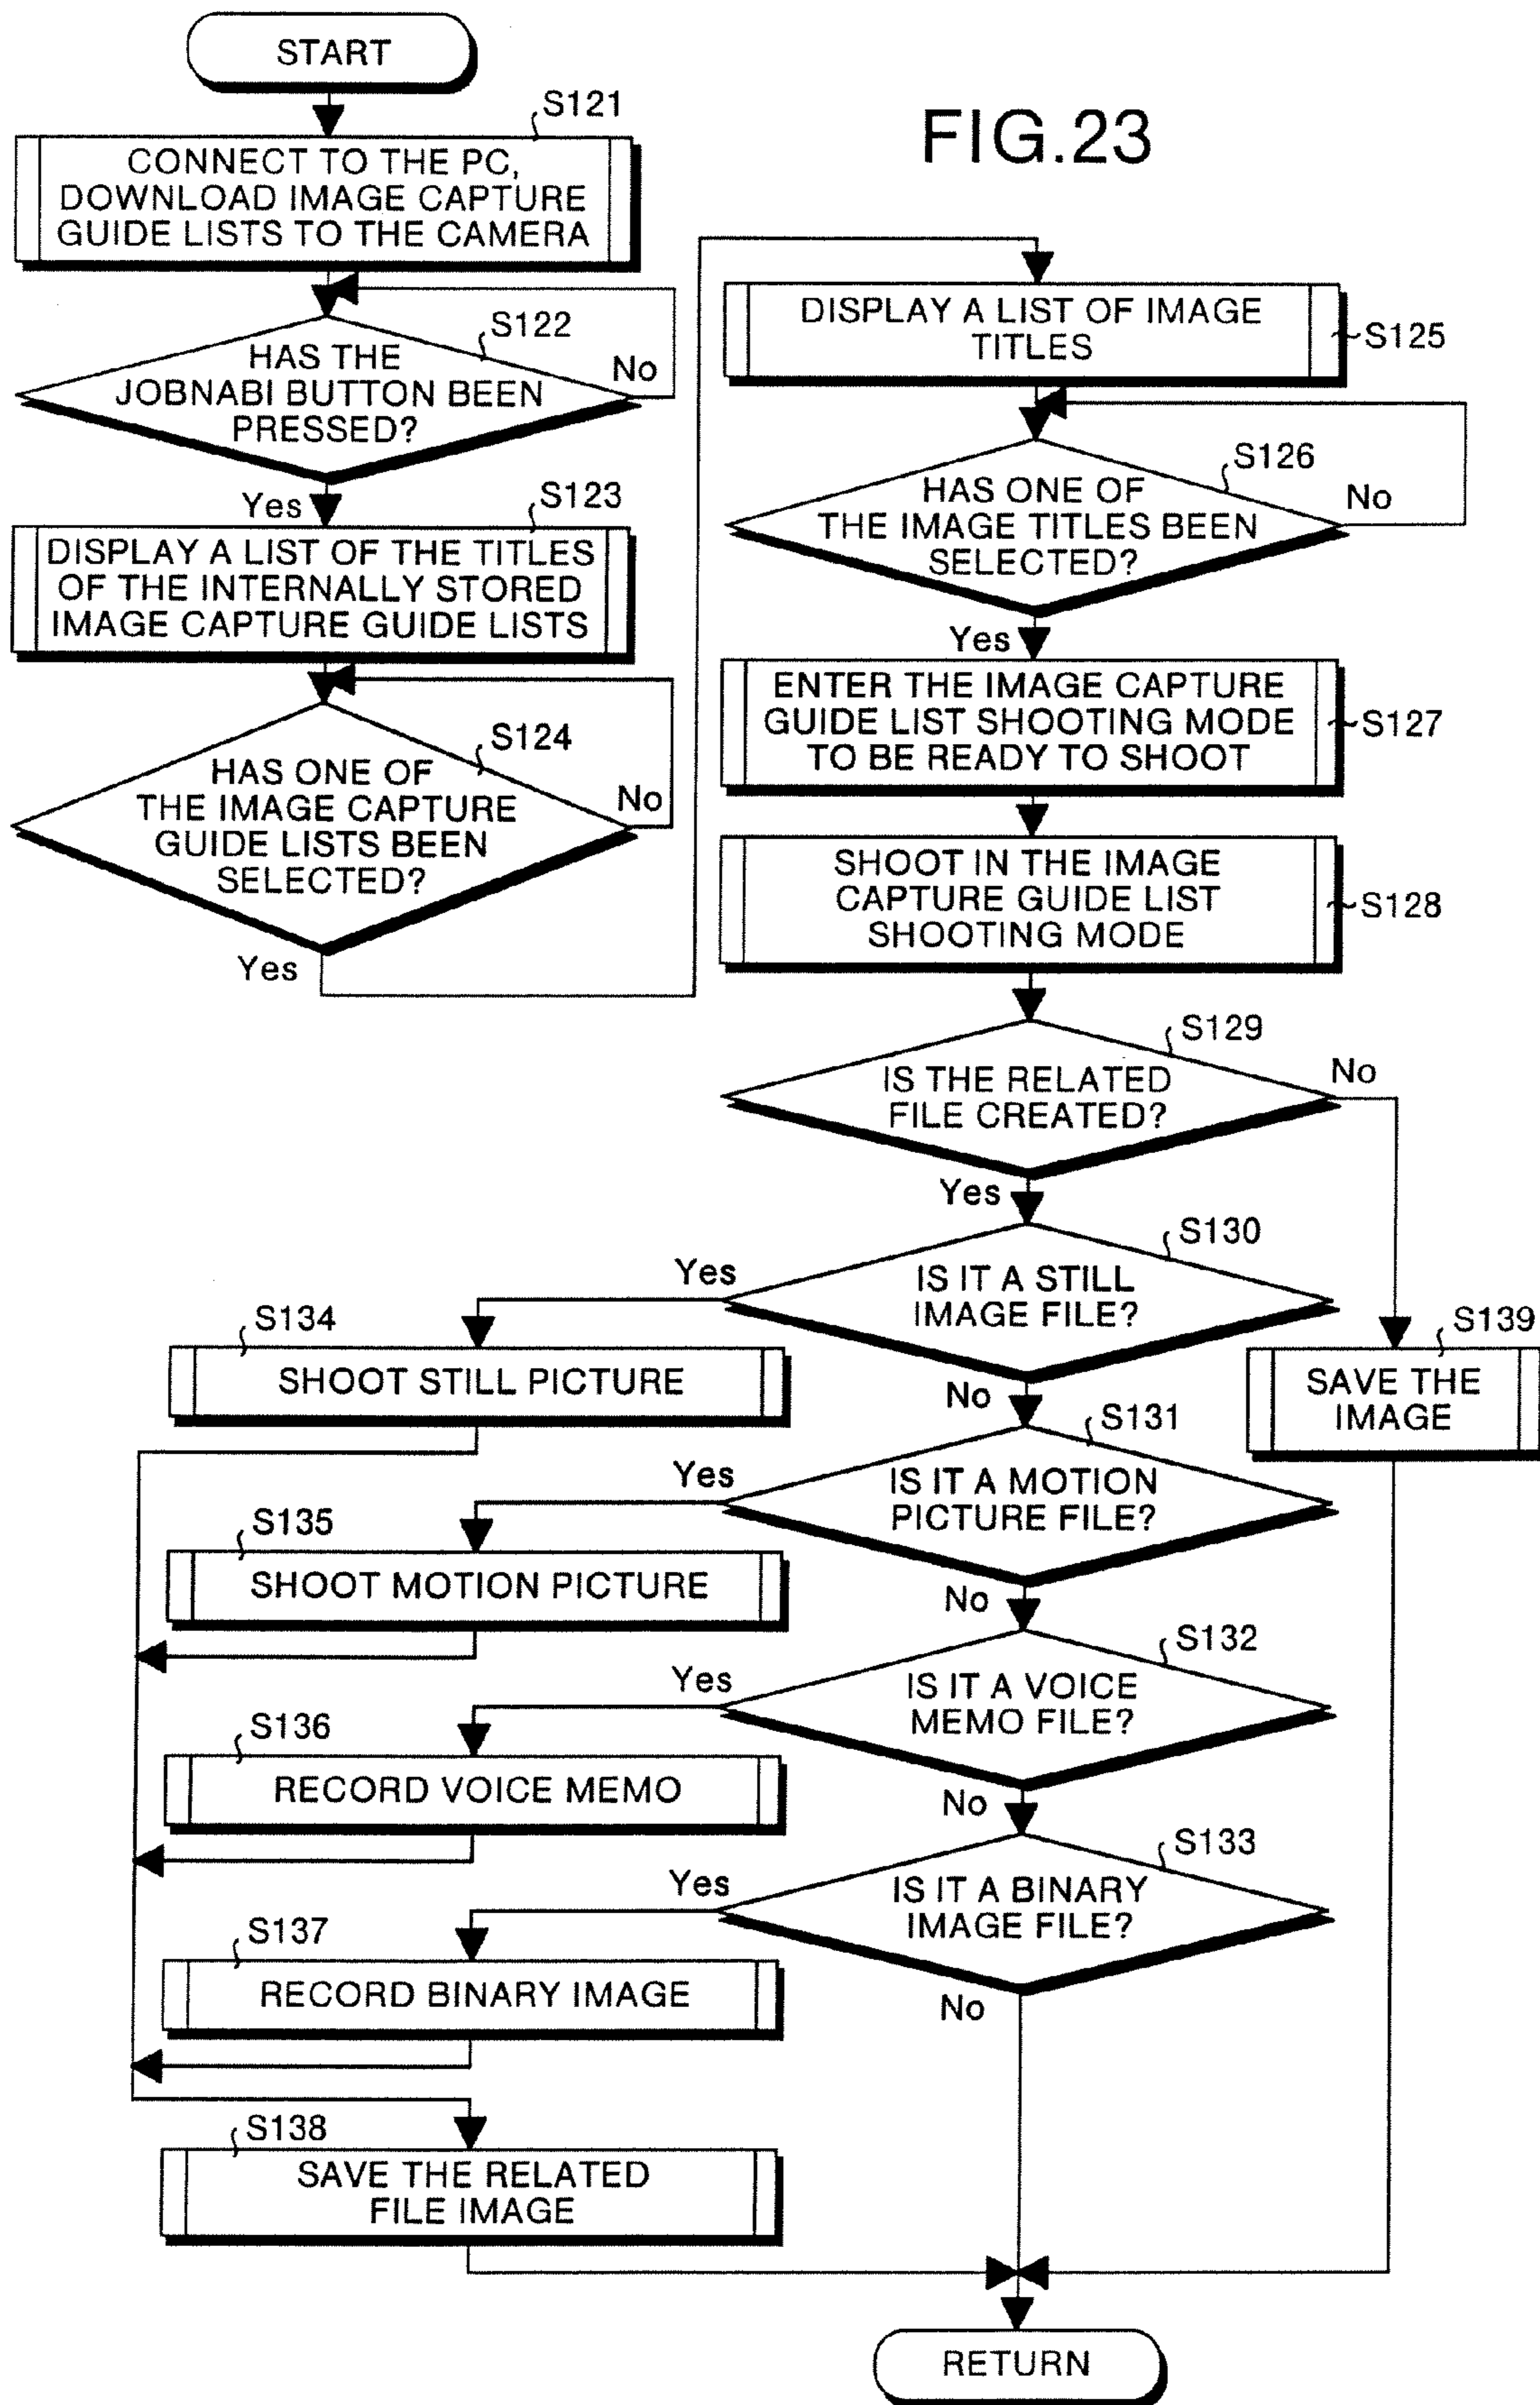 START
S121
CONNECT TO THE PC,
DOWNLOAD IMAGE CAPTURE
GUIDE LISTS TO THE CAMERA
S122
HAS THE
JOBNABI BUTTON BEEN
PRESSED?
No
Yes
S123
DISPLAY A LIST OF THE TITLES
OF THE INTERNALLY STORED
IMAGE CAPTURE GUIDE LISTS
S124
HAS ONE OF
THE IMAGE CAPTURE
GUIDE LISTS BEEN
SELECTED?
No
Yes
FIG.23
DISPLAY A LIST OF IMAGE
TITLES
S125
S126
HAS ONE OF
THE IMAGE TITLES BEEN
SELECTED?
No
Yes
ENTER THE IMAGE CAPTURE
GUIDE LIST SHOOTING MODE
TO BE READY TO SHOOT
S127
SHOOT IN THE IMAGE
CAPTURE GUIDE LIST
SHOOTING MODE
S128
S129
IS THE RELATED
FILE CREATED?
No
Yes
S130
IS IT A STILL
IMAGE FILE?
Yes
No
S134
SHOOT STILL PICTURE
S139
SAVE THE
IMAGE
S131
IS IT A MOTION
PICTURE FILE?
Yes
No
S135
SHOOT MOTION PICTURE
S132
IS IT A VOICE
MEMO FILE?
Yes
No
S136
RECORD VOICE MEMO
S133
IS IT A BINARY
IMAGE FILE?
Yes
No
S137
RECORD BINARY IMAGE
S138
SAVE THE RELATED
FILE IMAGE
RETURN